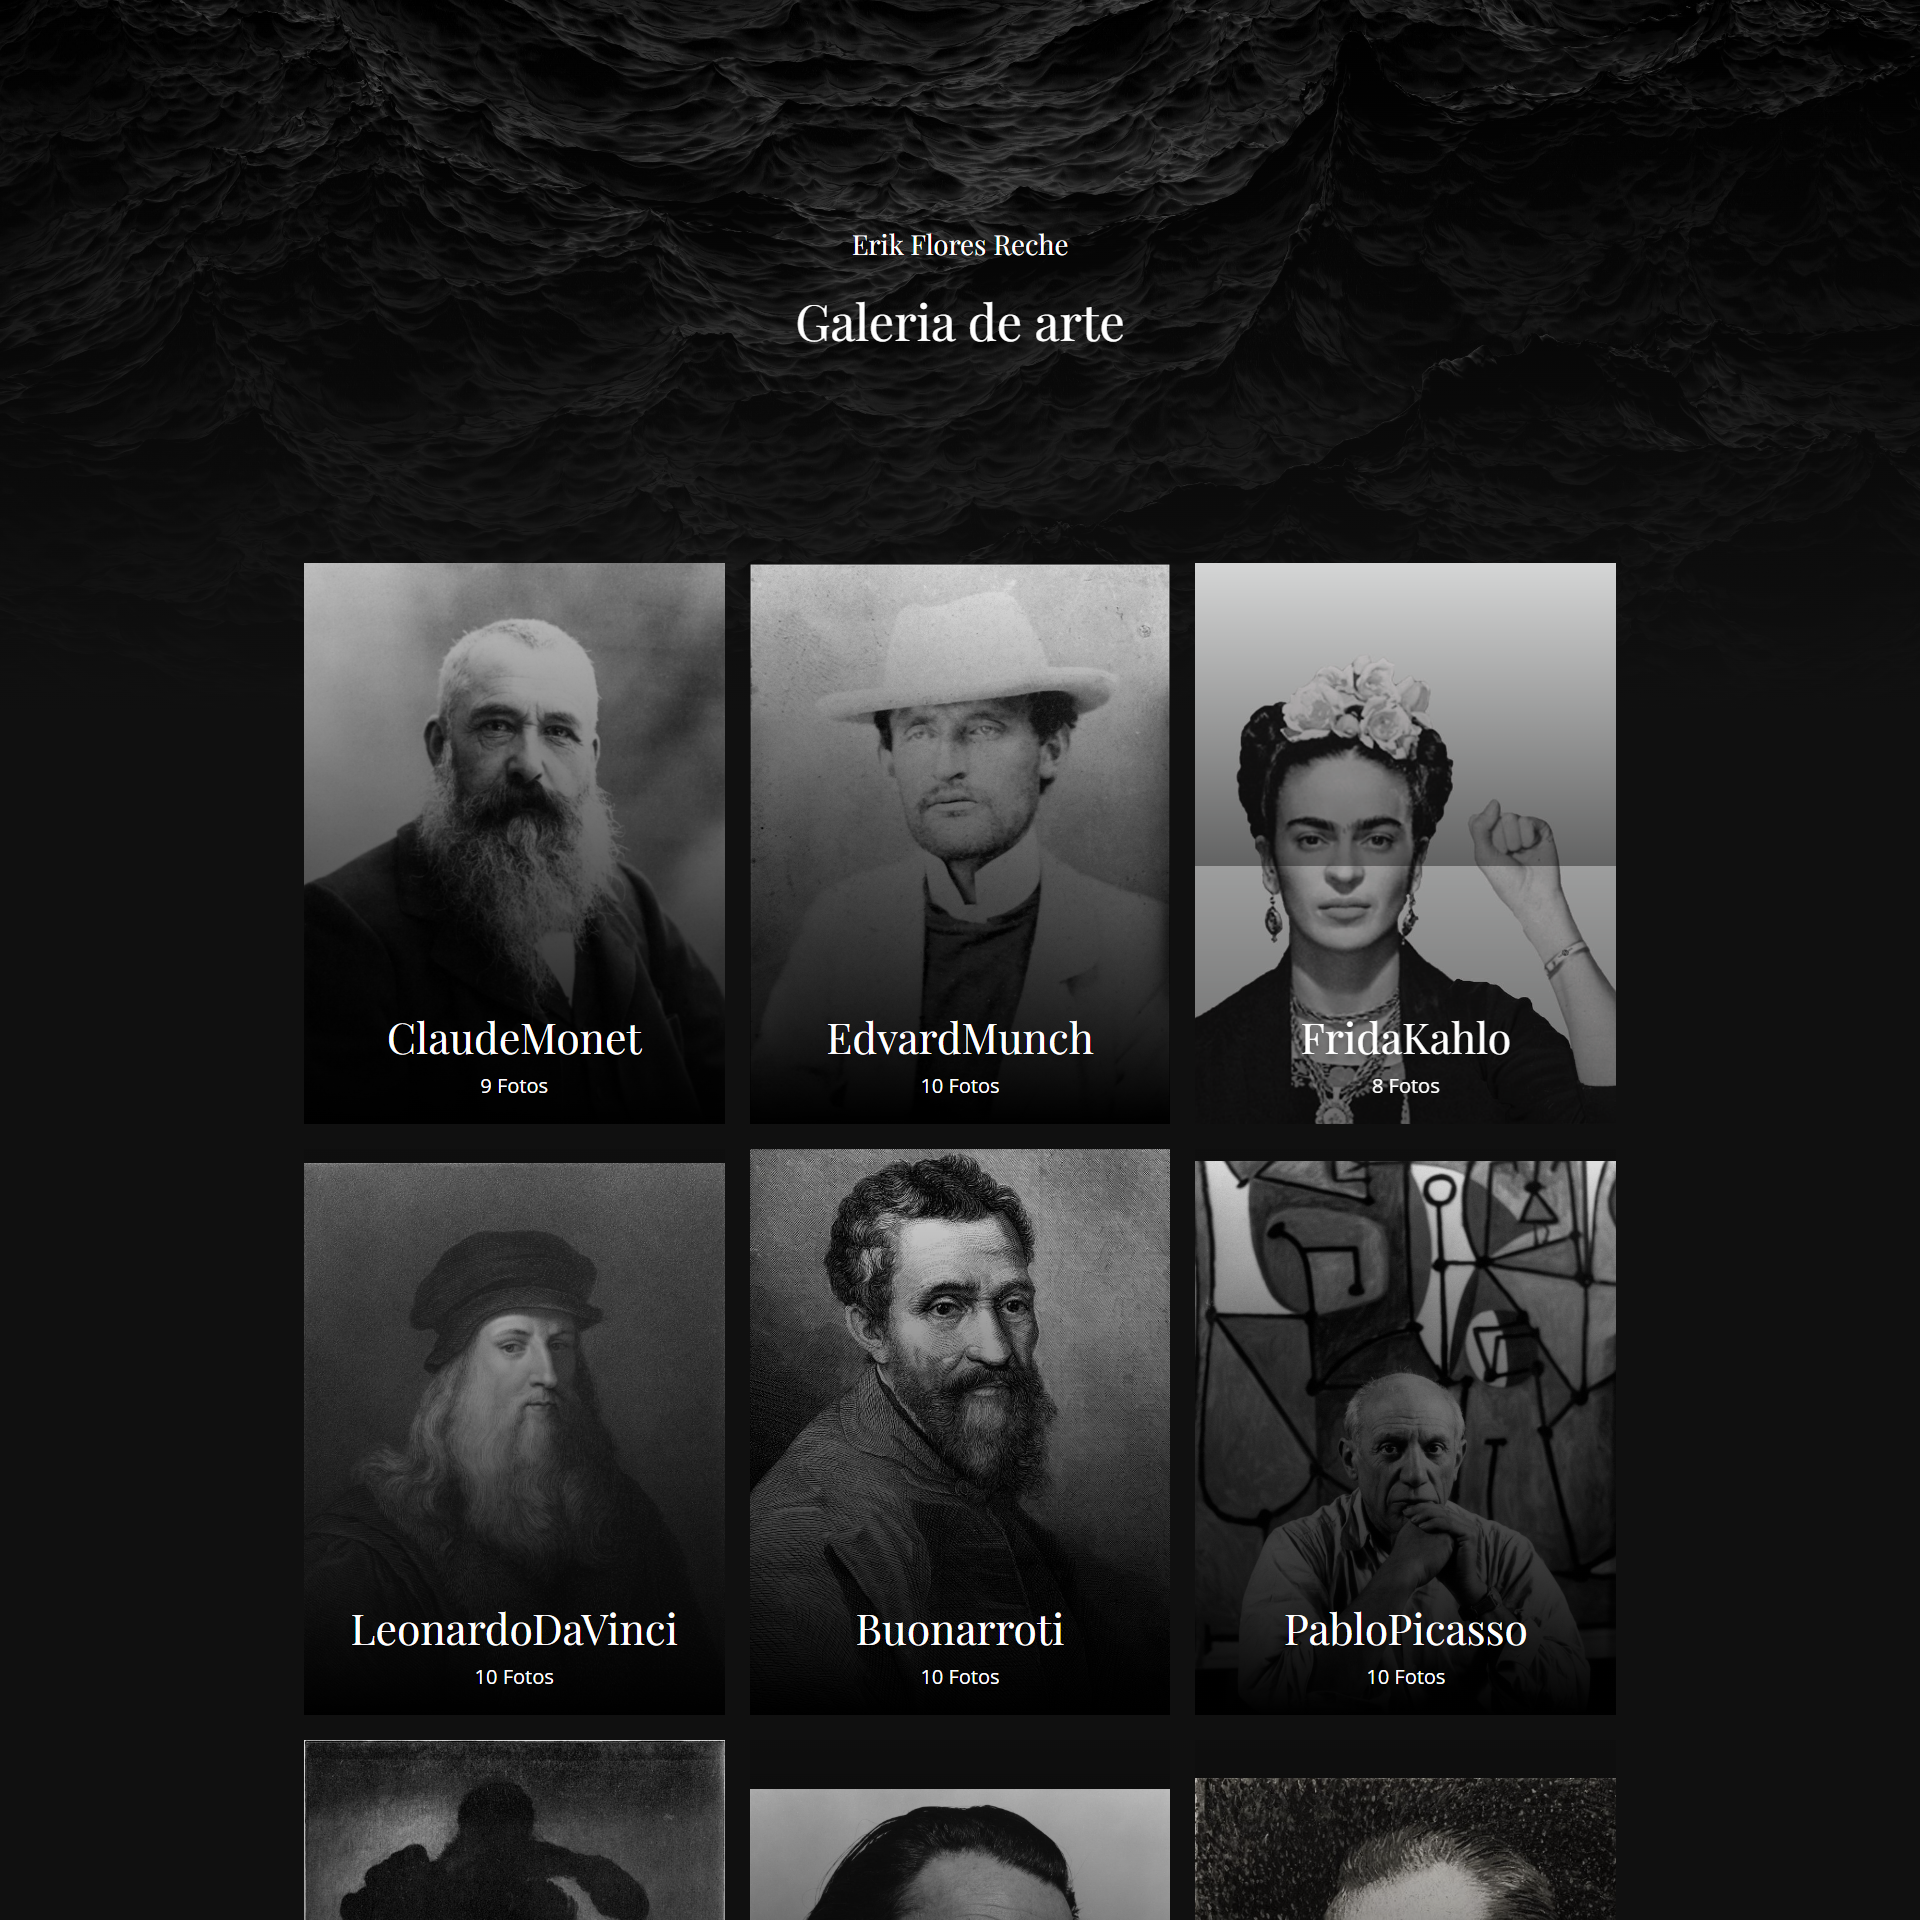 Erik Flores Reche
Galeria de arte
ClaudeMonet
9 Fotos
EdvardMunch
10 Fotos
FridaKahlo
8 Fotos
LeonardoDaVinci
10 Fotos
Buonarroti
10 Fotos
PabloPicasso
10 Fotos